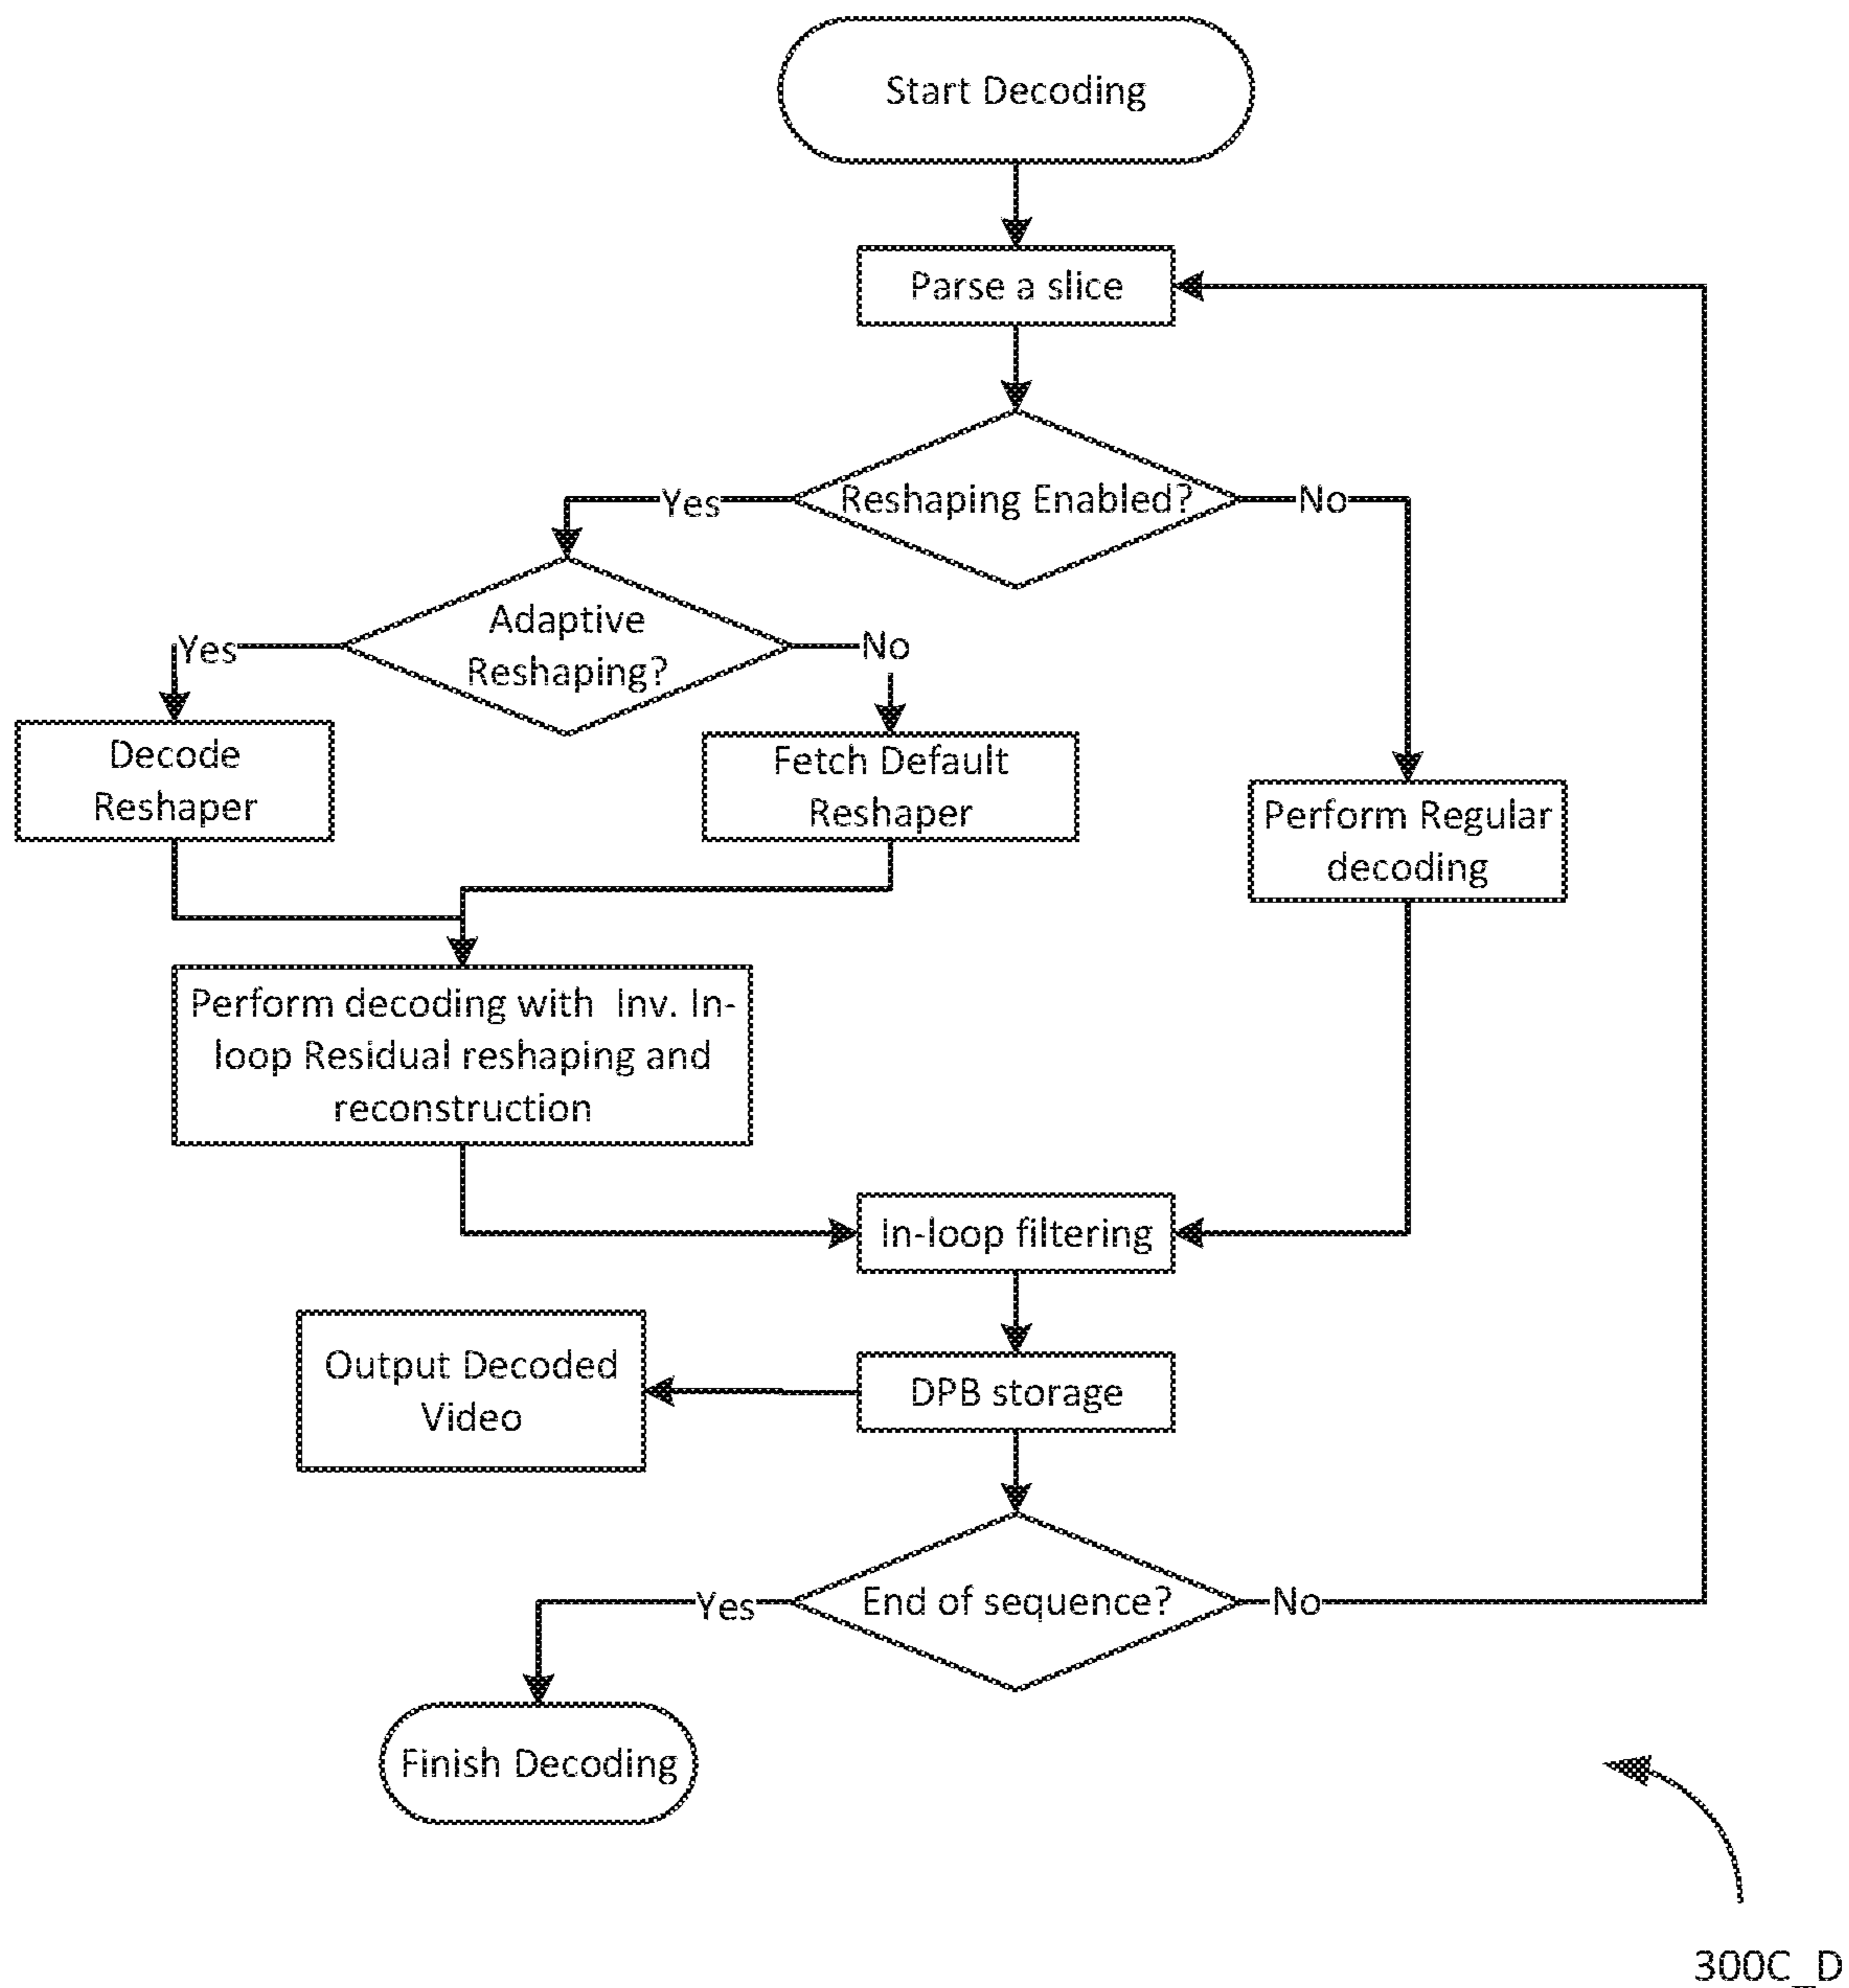 Start Decoding
Parse a slice
Reshaping Enabled?
Yes
No
Adaptive
Reshaping?
Yes
No
Decode
Reshaper
Fetch Default
Reshaper
Perform Regular
decoding
Perform decoding with  Inv. In-
loop Residual reshaping and
reconstruction
In-loop filtering
Output Decoded
Video
DPB storage
End of sequence?
Yes
No
Finish Decoding
300C_D